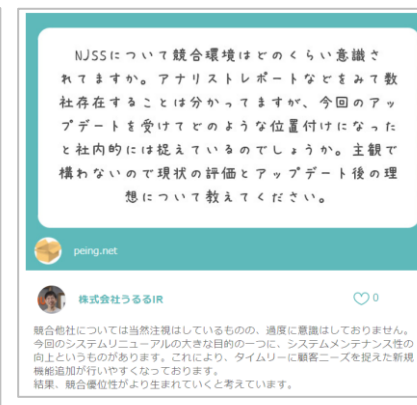 NJSSについて競合環境はどのくらい意識さ
れてますか。アナリストレポートなどをみて数
社存在することは分かってますが、今回のアッ
プデートを受けてどのような位置付けになった
と社内的には捉えているのでしょうか。主観で
構わないので現状の評価とアップデート後の理
想について教えてください。
peing.net
株式会社うるるIR
0
競合他社については当然注視はしているものの、過度に意識はしておりません。
今回のシステムリニューアルの大きな目的の一つに、システムメンテナンス性の
向上というものがあります。これにより、タイムリーに顧客ニーズを捉えた新規
機能追加が行いやすくなっております。
結果、競合優位性がより生まれていくと考えています。